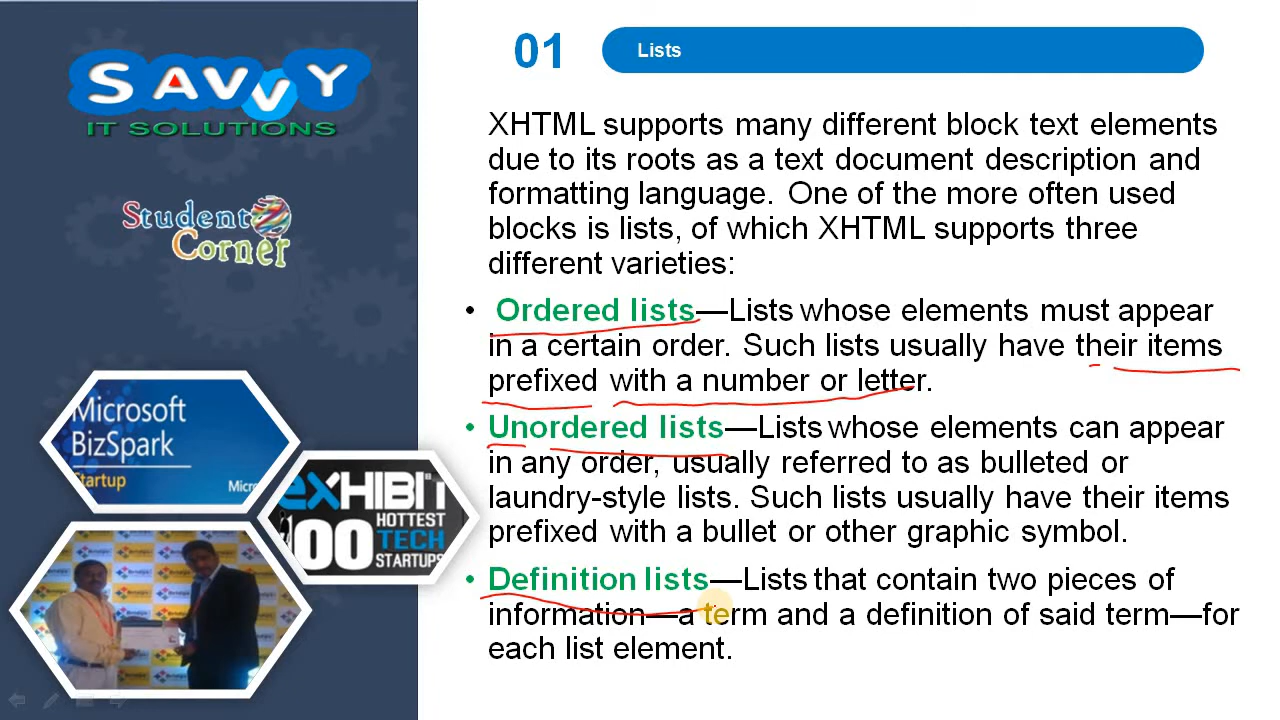 SAVVY
IT SOLUTIONS
Student
Corner
Microsoft
BizSpark
Startup
Micros
eXHIBIT
100
HOTTEST
TECH
STARTUPS
01
Lists
XHTML supports many different block text elements
due to its roots as a text document description and
formatting language. One of the more often used
blocks is lists, of which XHTML supports three
different varieties:
• Ordered lists—Lists whose elements must appear
in a certain order. Such lists usually have their items
prefixed with a number or letter.
• Unordered lists—Lists whose elements can appear
in any order, usually referred to as bulleted or
laundry-style lists. Such lists usually have their items
prefixed with a bullet or other graphic symbol.
• Definition lists—Lists that contain two pieces of
information—a term and a definition of said term—for
each list element.